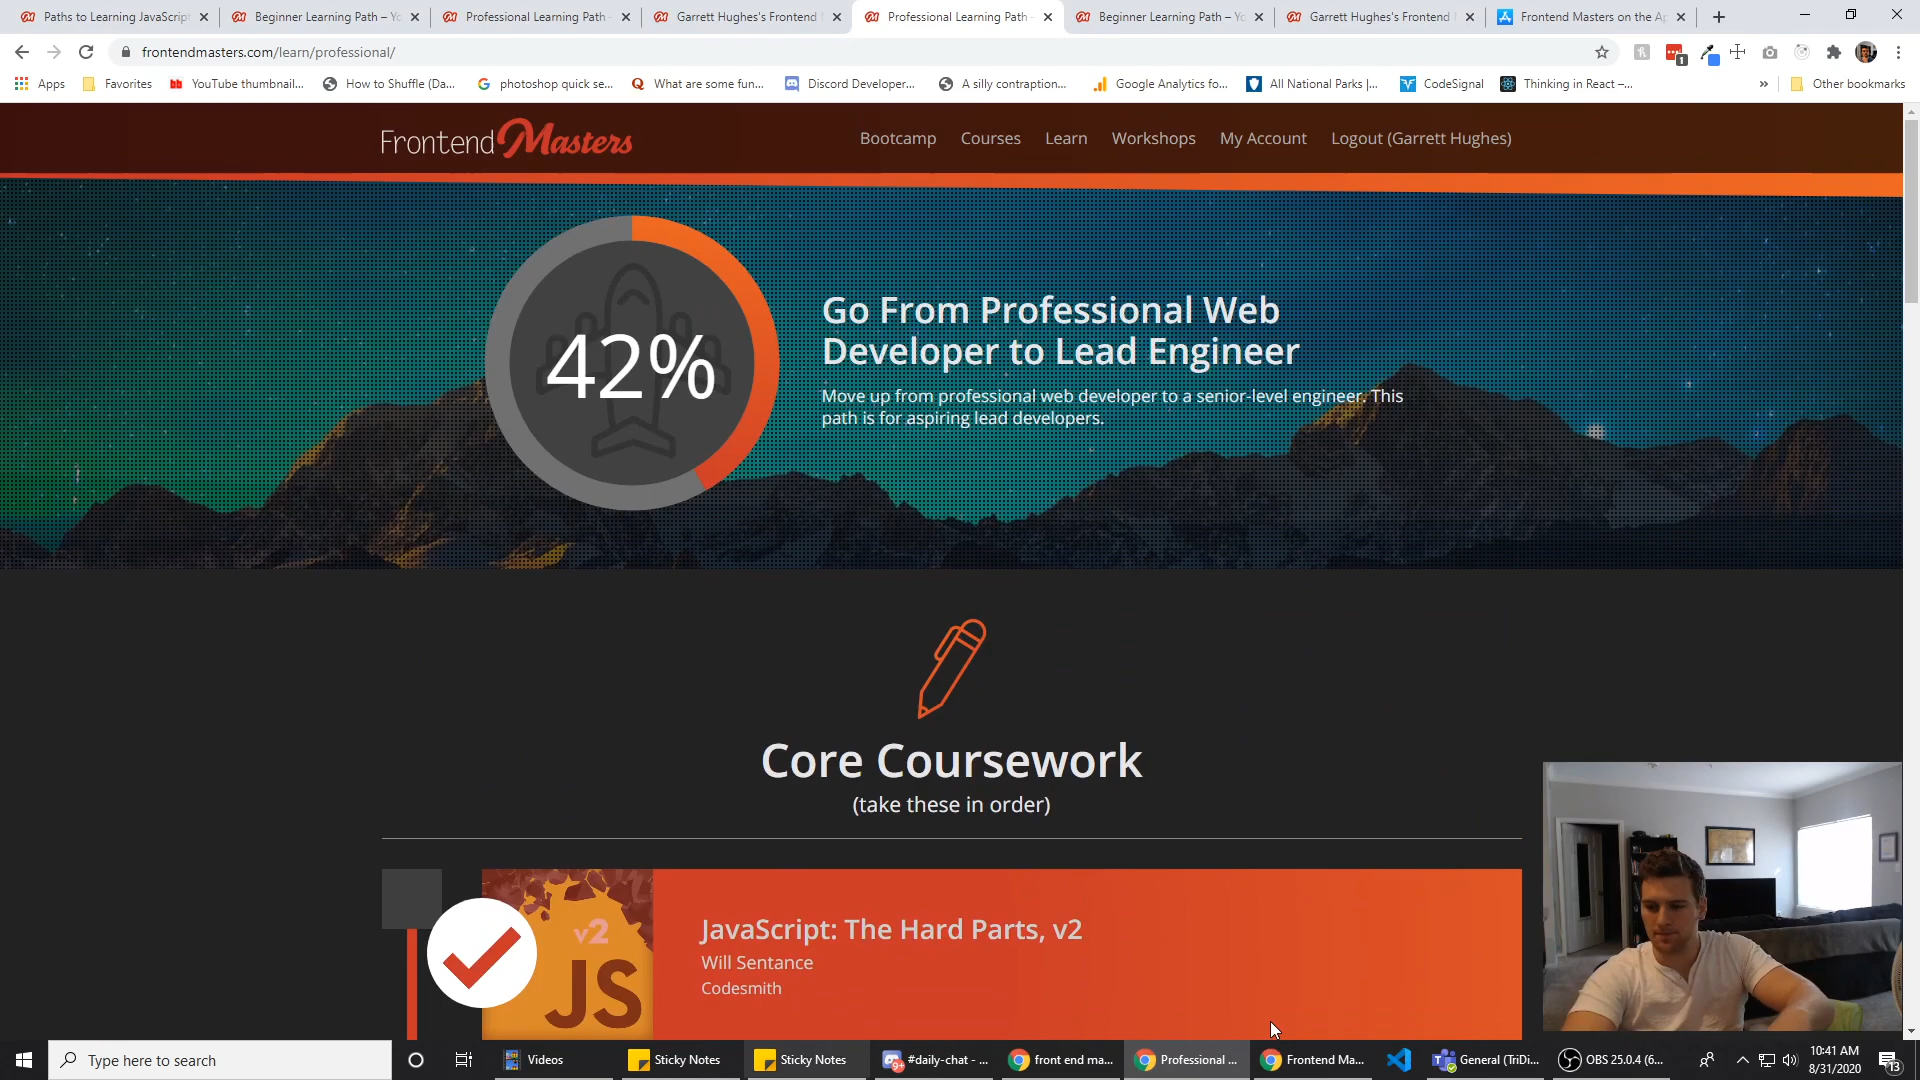 Paths to Learning JavaScript
Beginner Learning Path – Yo
Professional Learning Path –
Garrett Hughes's Frontend M
Professional Learning Path –
Beginner Learning Path – Yo
Garrett Hughes's Frontend M
Frontend Masters on the Ap
frontendmasters.com/learn/professional/
Apps
Favorites
YouTube thumbnail...
How to Shuffle (Da...
photoshop quick se...
What are some fun...
Discord Developer...
A silly contraption...
Google Analytics fo...
All National Parks |...
CodeSignal
Thinking in React –...
»
Other bookmarks
Frontend Masters
Bootcamp
Courses
Learn
Workshops
My Account
Logout (Garrett Hughes)
42%
Go From Professional Web
Developer to Lead Engineer
Move up from professional web developer to a senior-level engineer. This
path is for aspiring lead developers.
Core Coursework
(take these in order)
v2
JS
JavaScript: The Hard Parts, v2
Will Sentance
Codesmith
Type here to search
Videos
Sticky Notes
Sticky Notes
#daily-chat - ...
front end ma...
Professional ...
Frontend Ma...
General (TriDi...
OBS 25.0.4 (6...
10:41 AM
8/31/2020
13